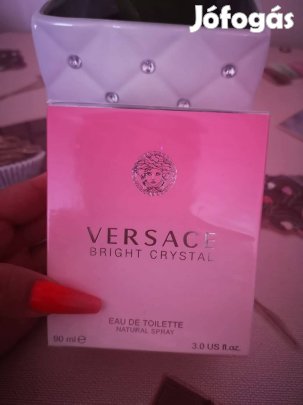 Jófogás
VERSACE
BRIGHT CRYSTAL
EAU DE TOILETTE
NATURAL SPRAY
90 ml e 3.0 US fl.oz.